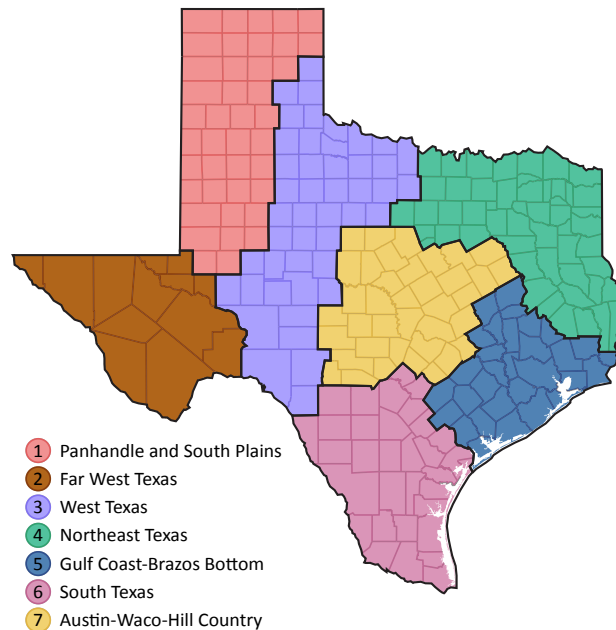 1 Panhandle and South Plains
2 Far West Texas
3 West Texas
4 Northeast Texas
5 Gulf Coast-Brazos Bottom
6 South Texas
7 Austin-Waco-Hill Country